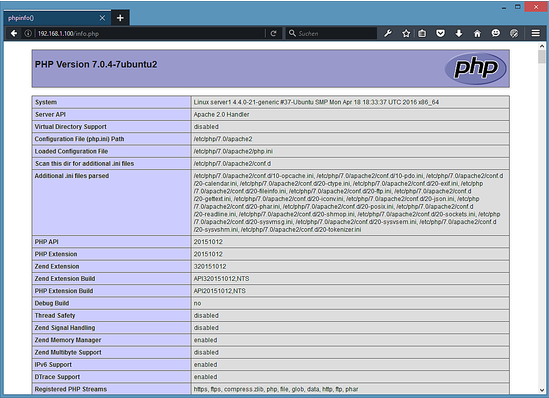 phpinfo()
192.168.1.100/info.php
Suchen
PHP Version 7.0.4-7ubuntu2
php
System Linux server1 4.4.0-21-generic #37-Ubuntu SMP Mon Apr 18 18:33:37 UTC 2016 x86_64
Server API Apache 2.0 Handler
Virtual Directory Support disabled
Configuration File (php.ini) Path /etc/php/7.0/apache2
Loaded Configuration File /etc/php/7.0/apache2/php.ini
Scan this dir for additional .ini files /etc/php/7.0/apache2/conf.d
Additional .ini files parsed /etc/php/7.0/apache2/conf.d/10-opcache.ini, /etc/php/7.0/apache2/conf.d/10-pdo.ini, /etc/php/7.0/apache2/conf.d
/20-calendar.ini, /etc/php/7.0/apache2/conf.d/20-ctype.ini, /etc/php/7.0/apache2/conf.d/20-exif.ini, /etc/php
/7.0/apache2/conf.d/20-fileinfo.ini, /etc/php/7.0/apache2/conf.d/20-ftp.ini, /etc/php/7.0/apache2/conf.d
/20-gettext.ini, /etc/php/7.0/apache2/conf.d/20-iconv.ini, /etc/php/7.0/apache2/conf.d/20-json.ini, /etc/php
/7.0/apache2/conf.d/20-phar.ini, /etc/php/7.0/apache2/conf.d/20-posix.ini, /etc/php/7.0/apache2/conf.d
/20-readline.ini, /etc/php/7.0/apache2/conf.d/20-shmop.ini, /etc/php/7.0/apache2/conf.d/20-sockets.ini, /etc/php
/7.0/apache2/conf.d/20-sysvmsg.ini, /etc/php/7.0/apache2/conf.d/20-sysvsem.ini, /etc/php/7.0/apache2/conf.d
/20-sysvshm.ini, /etc/php/7.0/apache2/conf.d/20-tokenizer.ini
PHP API 20151012
PHP Extension 20151012
Zend Extension 320151012
Zend Extension Build API320151012,NTS
PHP Extension Build API20151012,NTS
Debug Build no
Thread Safety disabled
Zend Signal Handling disabled
Zend Memory Manager enabled
Zend Multibyte Support disabled
IPv6 Support enabled
DTrace Support enabled
Registered PHP Streams https, ftps, compress.zlib, php, file, glob, data, http, ftp, phar